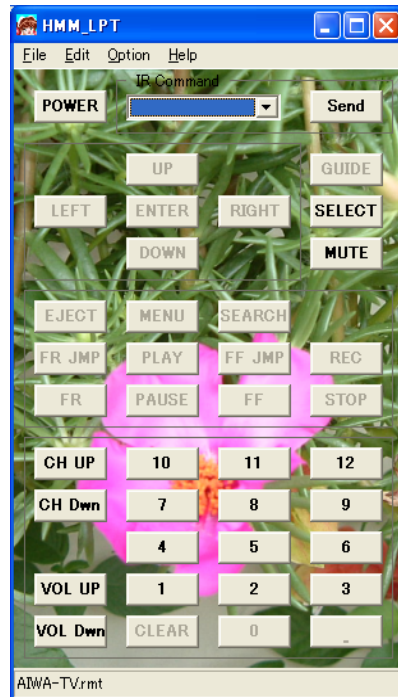 HMM_LPT
File Edit Option Help
IR Command
POWER Send
UP GUIDE
LEFT ENTER RIGHT SELECT
DOWN MUTE
EJECT MENU SEARCH
FR JMP PLAY FF JMP REC
FR PAUSE FF STOP
CH UP 10 11 12
CH Dwn 7 8 9
4 5 6
VOL UP 1 2 3
VOL Dwn CLEAR 0 _
AIWA-TV.rmt